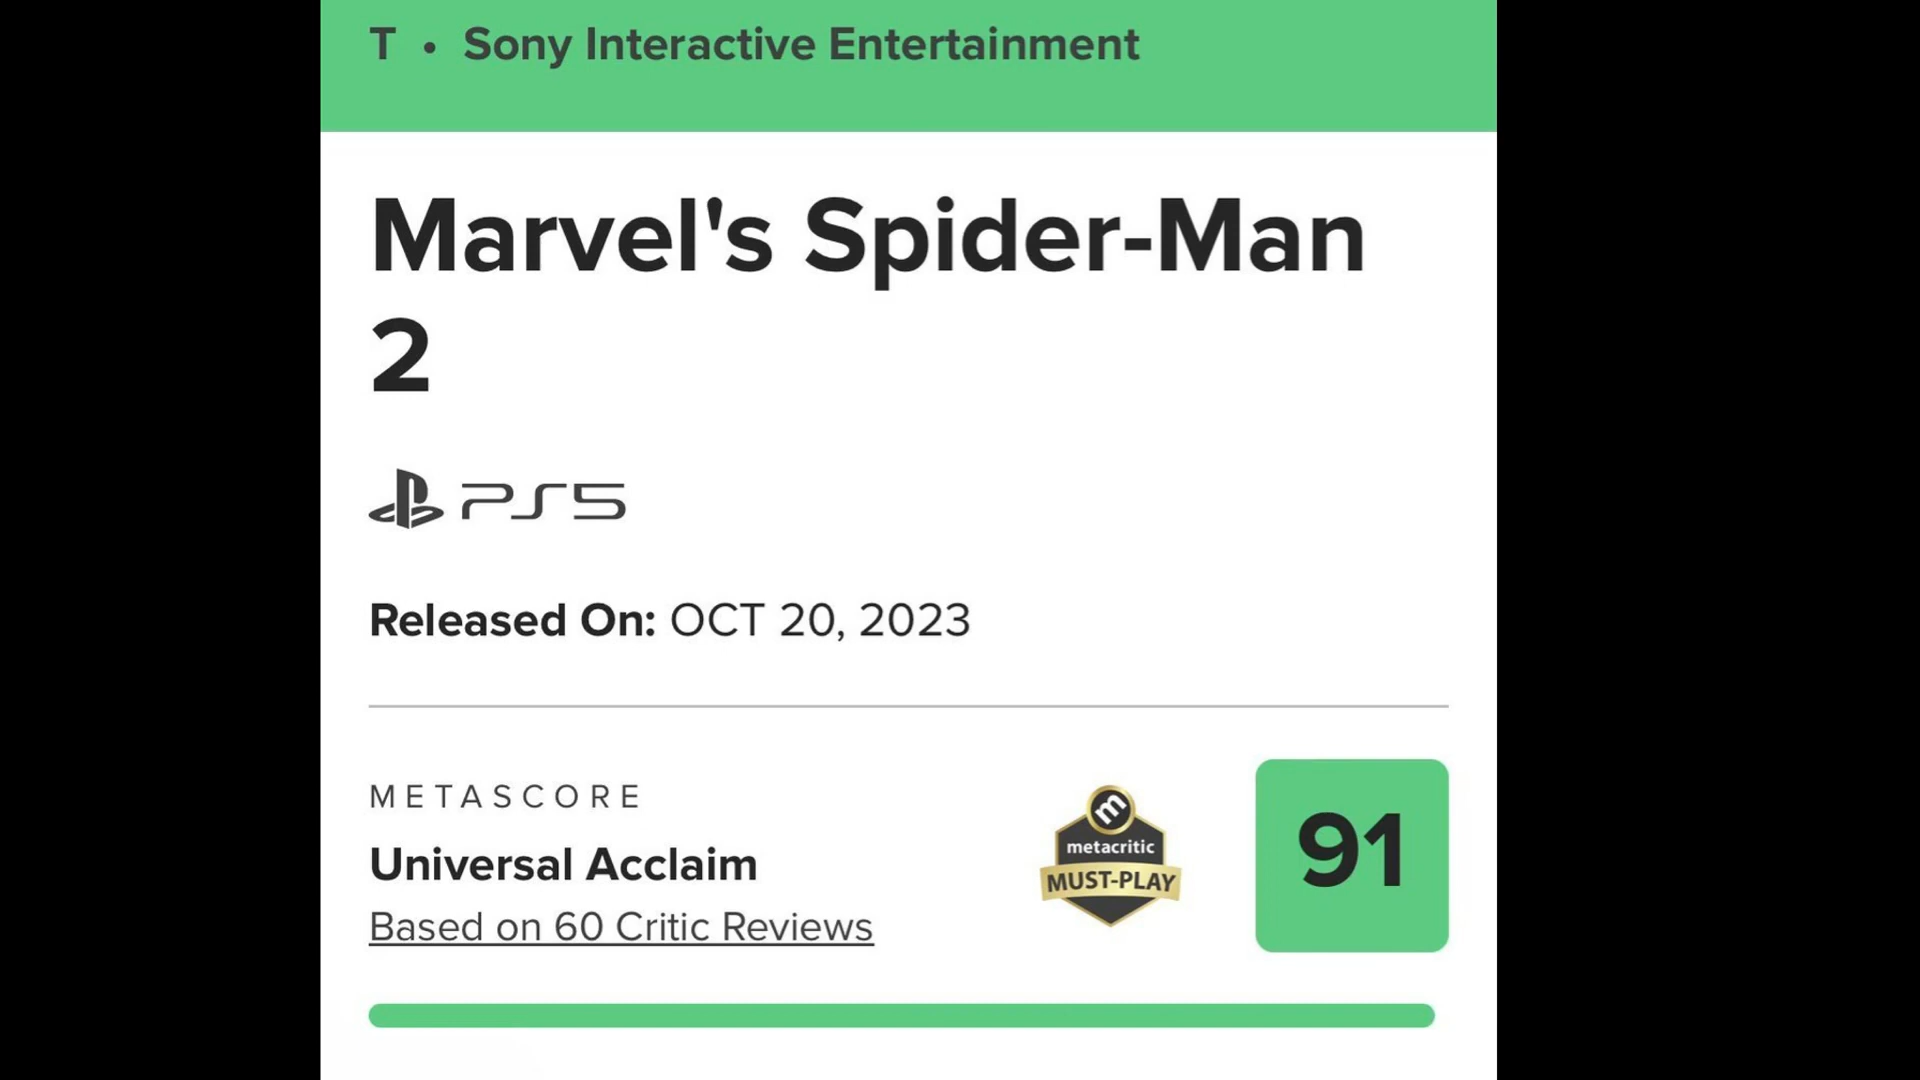 T • Sony Interactive Entertainment
Marvel's Spider-Man
2
PS5
Released On: OCT 20, 2023
METASCORE
Universal Acclaim
Based on 60 Critic Reviews
m
metacritic
MUST-PLAY
91